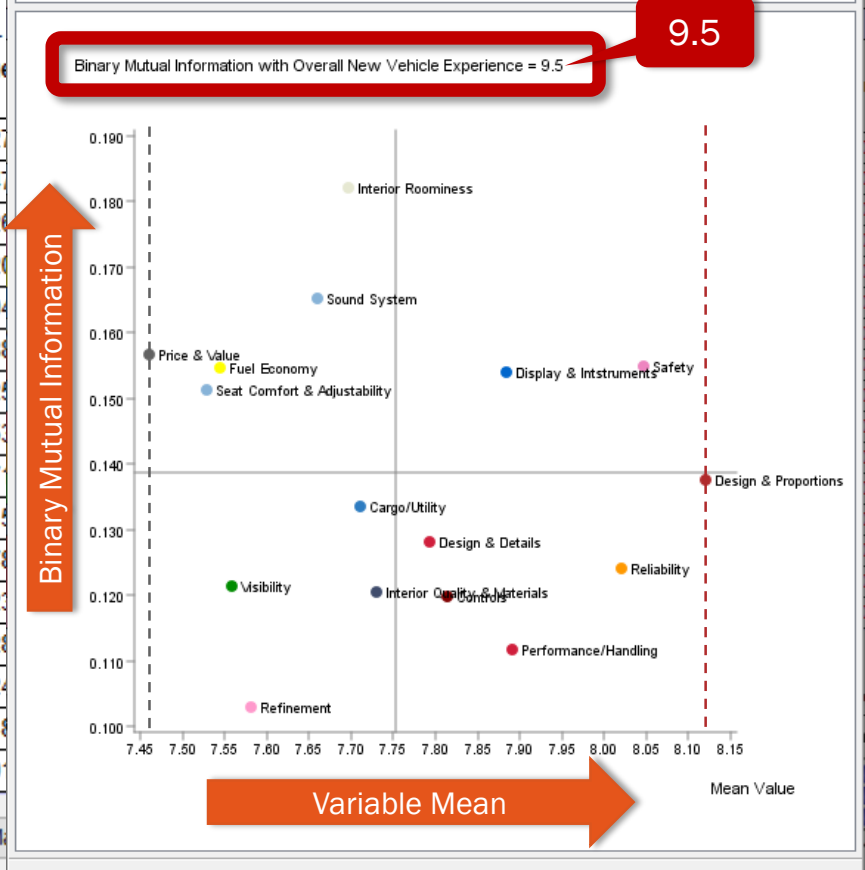 9.5
Binary Mutual Information with Overall New Vehicle Experience = 9.5
Binary Mutual Information
0.190
0.180
0.170
0.160
0.150
0.140
0.130
0.120
0.110
0.100
Interior Roominess
Sound System
Price & Value
Fuel Economy
Seat Comfort & Adjustability
Display & Intstruments
Safety
Design & Proportions
Cargo/Utility
Design & Details
Reliability
Visibility
Interior Quality & Materials
Controls
Performance/Handling
Refinement
7.45 7.50 7.55 7.60 7.65 7.70 7.75 7.80 7.85 7.90 7.95 8.00 8.05 8.10 8.15
Mean Value
Variable Mean